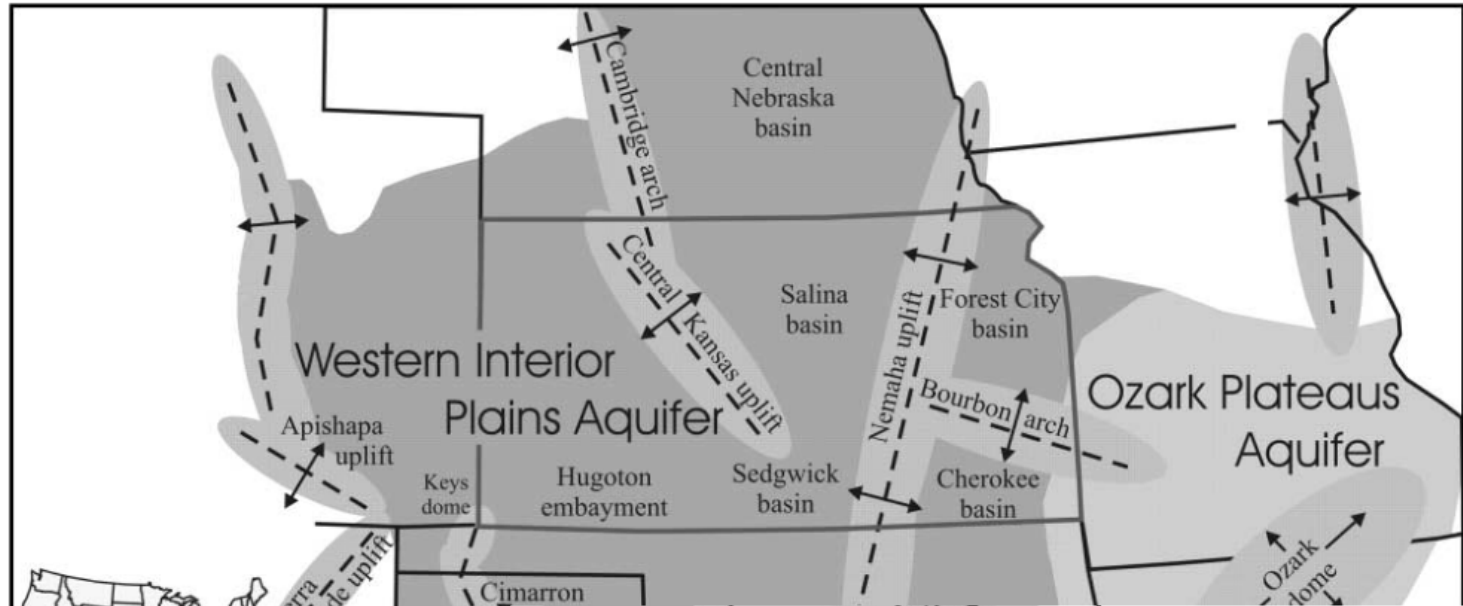 Central
Nebraska
basin
Cambridge arch
Central
Kansas uplift
Salina
basin
Nemaha uplift
Forest City
basin
Western Interior
Plains Aquifer
Bourbon arch
Ozark Plateaus
Aquifer
Apishapa
uplift
Keys
dome
Hugoton
embayment
Sedgwick
basin
Cherokee
basin
uplift
Cimarron
Ozark
dome